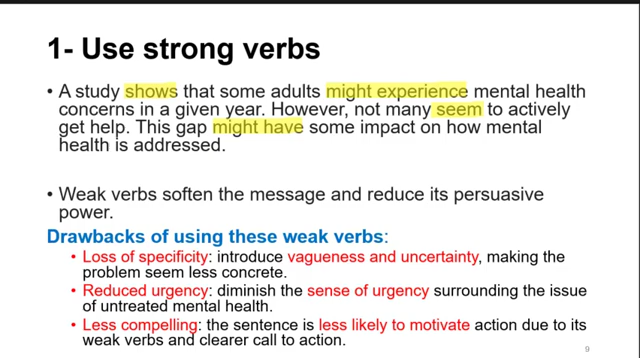 1- Use strong verbs
• A study shows that some adults might experience mental health
concerns in a given year. However, not many seem to actively
get help. This gap might have some impact on how mental
health is addressed.
• Weak verbs soften the message and reduce its persuasive
power.
Drawbacks of using these weak verbs:
• Loss of specificity: introduce vagueness and uncertainty, making the
problem seem less concrete.
• Reduced urgency: diminish the sense of urgency surrounding the issue
of untreated mental health.
• Less compelling: the sentence is less likely to motivate action due to its
weak verbs and clearer call to action.
9